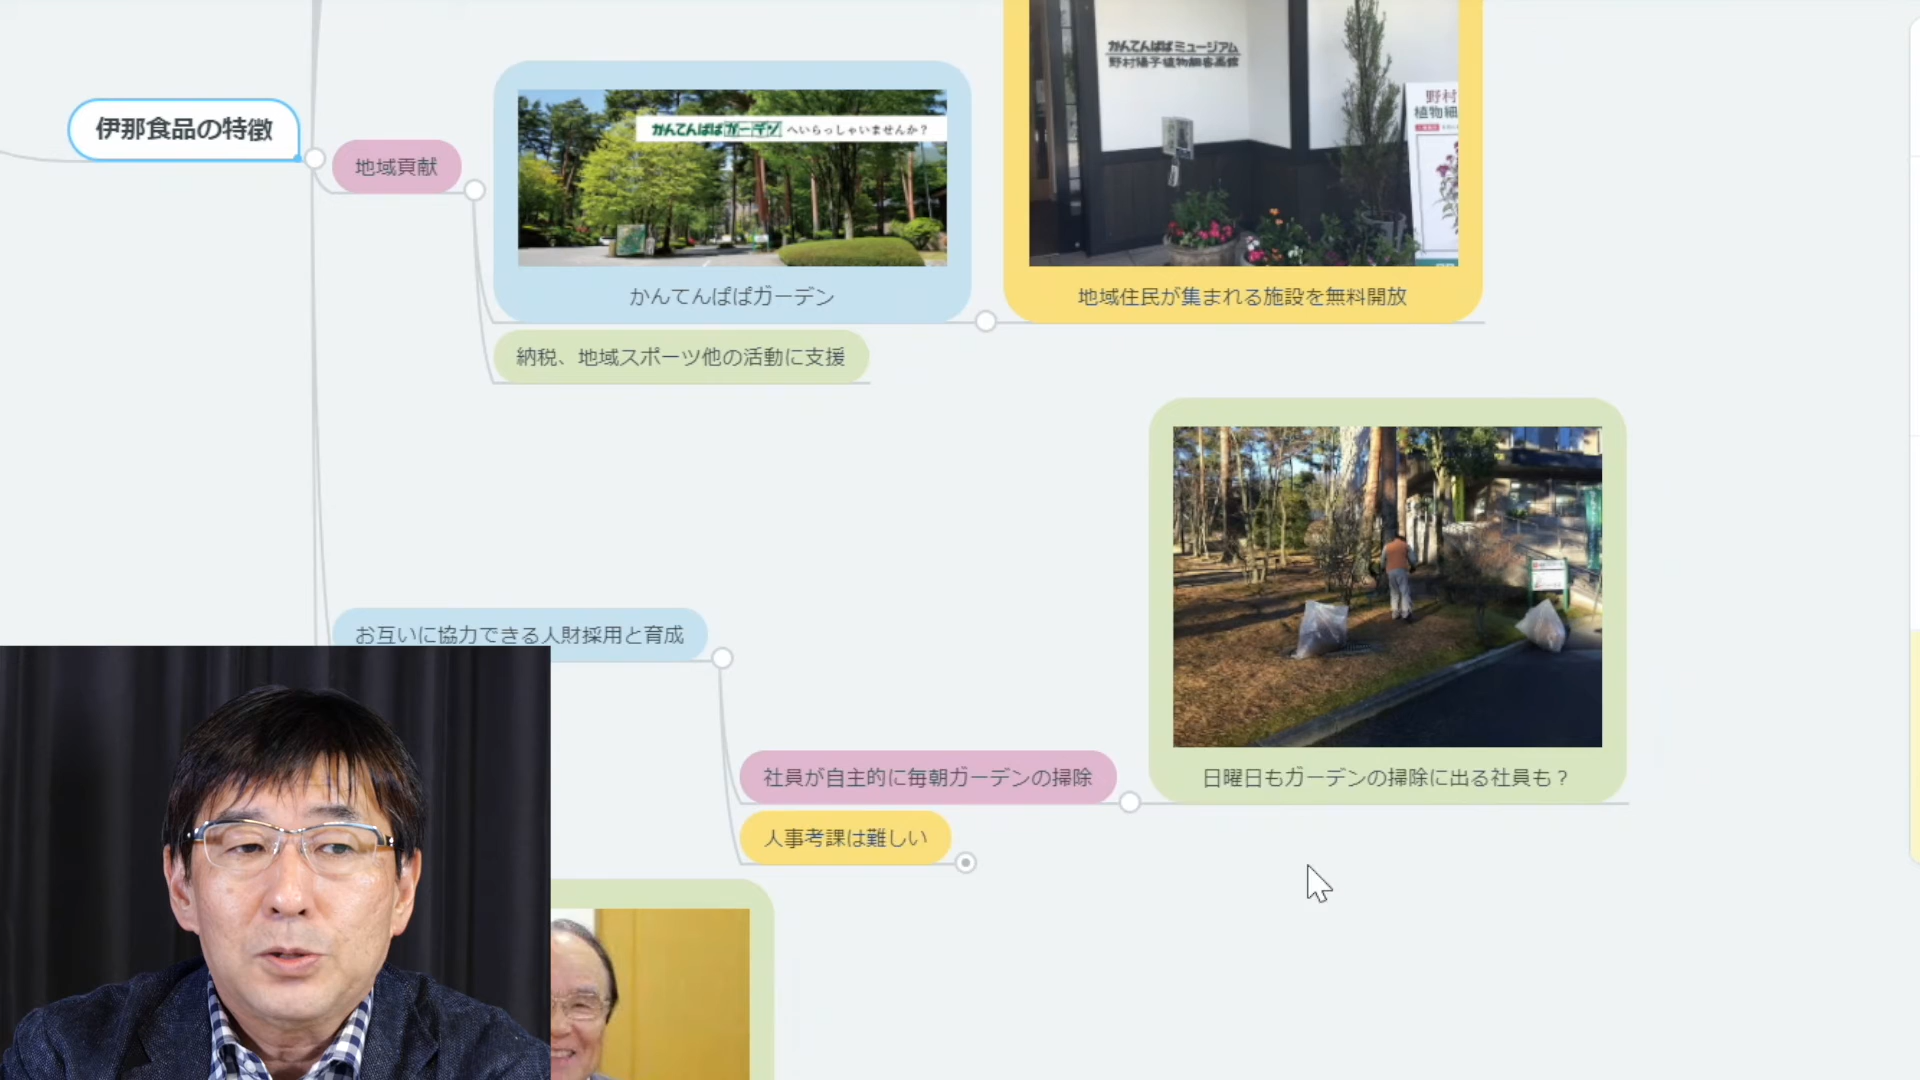 かんてんぱぱミュージアム
野村陽子植物細密画館
野村
植物細
伊那食品の特徴
地域貢献
かんてんぱぱガーデン へいらっしゃいませんか？
かんてんぱぱガーデン
地域住民が集まれる施設を無料開放
納税、地域スポーツ他の活動に支援
お互いに協力できる人財採用と育成
社員が自主的に毎朝ガーデンの掃除
日曜日もガーデンの掃除に出る社員も？
人事考課は難しい